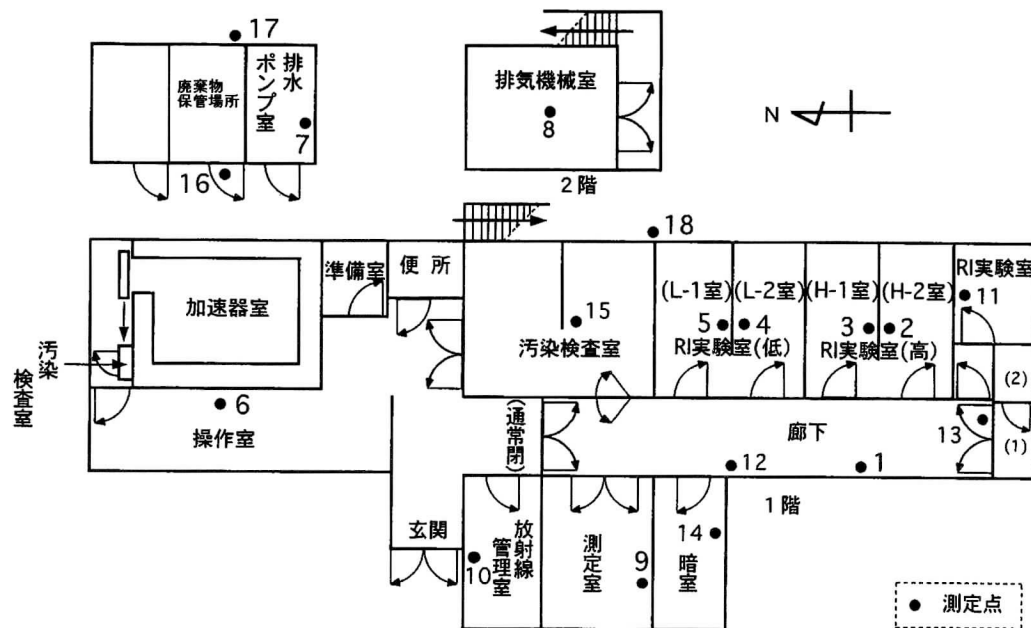 17
排水
ポンプ室
廃棄物
保管場所
7
16
排気機械室
8
2階
N
18
加速器室
準備室
便所
汚染検査室
15
(L-1室)
(L-2室)
(H-1室)
(H-2室)
RI実験室
11
5
4
3
2
RI実験室(低)
RI実験室(高)
汚染
検査室
6
操作室
(通常閉)
廊下
13
(2)
(1)
12
1
1階
玄関
放射線
管理室
10
測定室
9
暗室
14
● 測定点